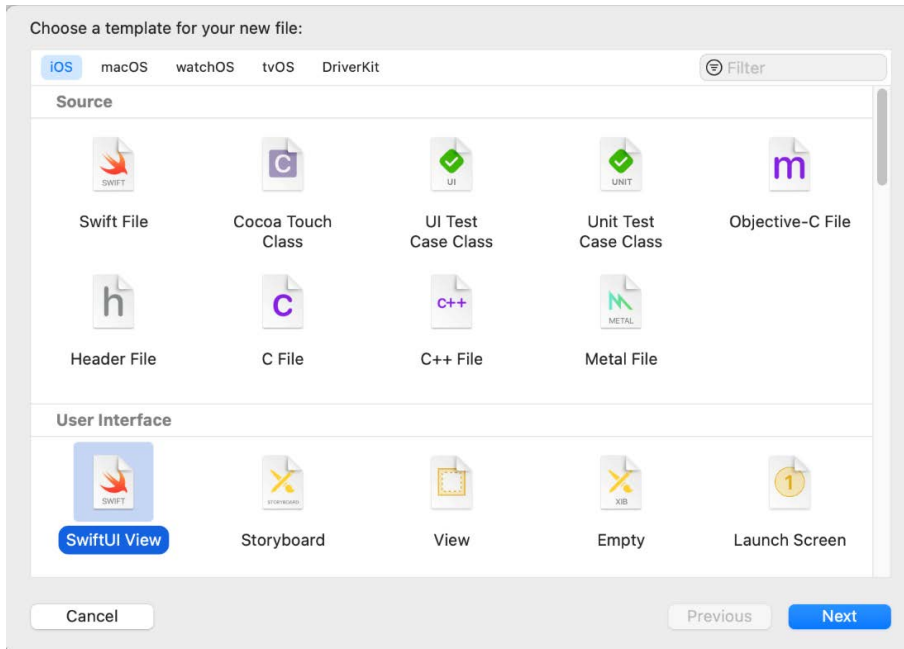 Choose a template for your new file:
iOS macOS watchOS tvOS DriverKit Filter
Source
SWIFT C UI UNIT m
Swift File Cocoa Touch Class UI Test Case Class Unit Test Case Class Objective-C File
h C C++ METAL
Header File C File C++ File Metal File
User Interface
SWIFT STORYBOARD XIB 1
SwiftUI View Storyboard View Empty Launch Screen
Cancel Previous Next